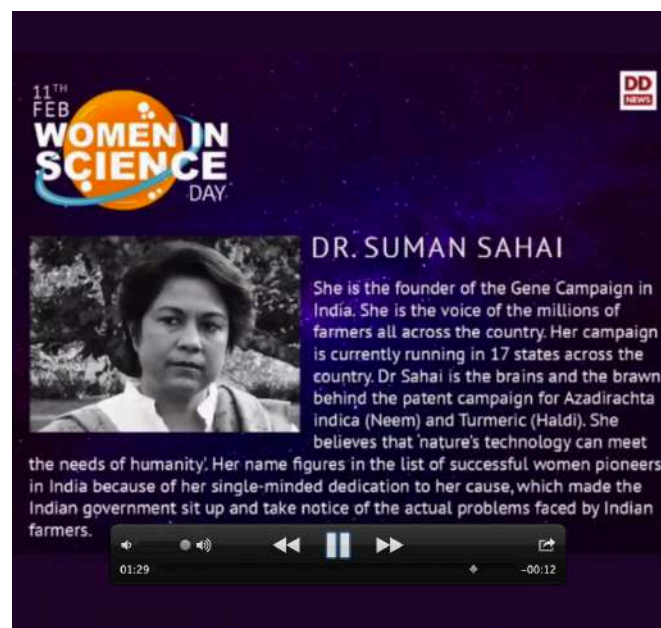 11TH
FEB
WOMEN IN
SCIENCE
DAY
DD
NEWS
DR. SUMAN SAHAI
She is the founder of the Gene Campaign in
India. She is the voice of the millions of
farmers all across the country. Her campaign
is currently running in 17 states across the
country. Dr Sahai is the brains and the brawn
behind the patent campaign for Azadirachta
indica (Neem) and Turmeric (Haldi). She
believes that 'nature's technology can meet
the needs of humanity'. Her name figures in the list of successful women pioneers
in India because of her single-minded dedication to her cause, which made the
Indian government sit up and take notice of the actual problems faced by Indian
farmers.
01:29
-00:12